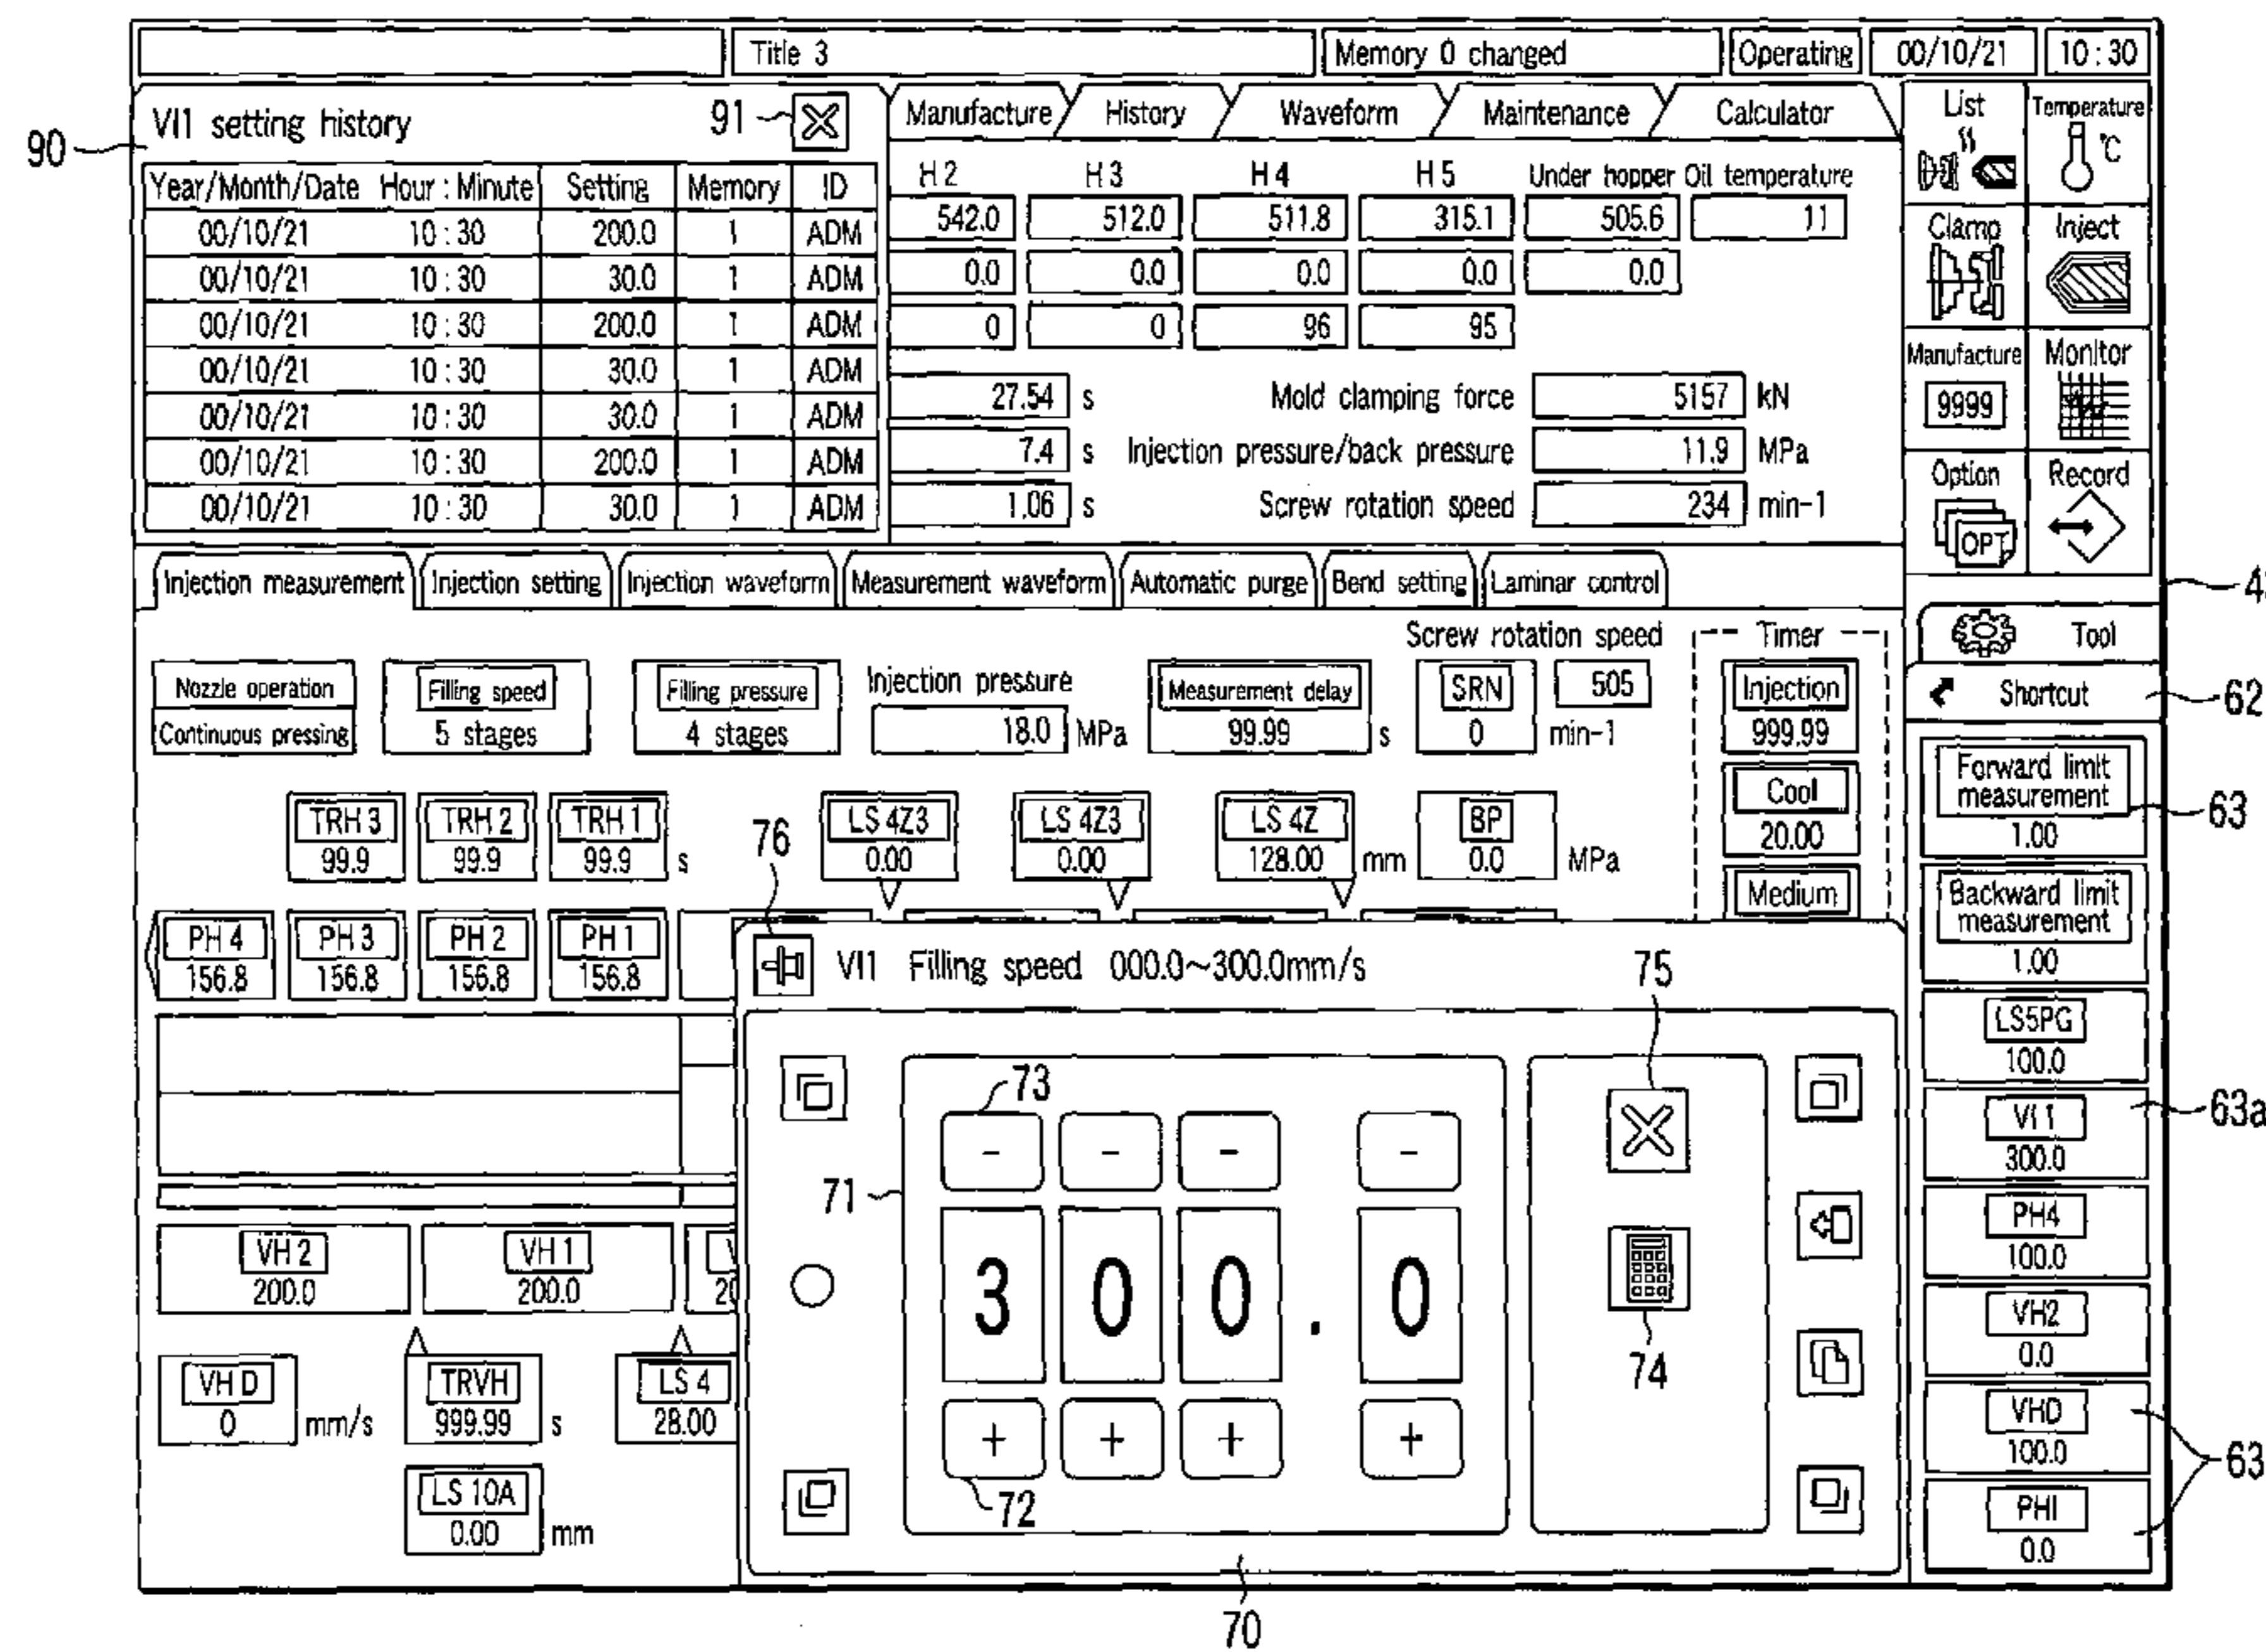 Title 3 Memory 0 changed Operating 00/10/21 10:30
VI1 setting history 91
90
Year/Month/Date Hour:Minute Setting Memory ID
00/10/21 10:30 200.0 1 ADM
00/10/21 10:30 30.0 1 ADM
00/10/21 10:30 200.0 1 ADM
00/10/21 10:30 30.0 1 ADM
00/10/21 10:30 30.0 1 ADM
00/10/21 10:30 200.0 1 ADM
00/10/21 10:30 30.0 1 ADM
Manufacture History Waveform Maintenance Calculator
H2 H3 H4 H5 Under hopper Oil temperature
542.0 512.0 511.8 315.1 505.6 11
0.0 0.0 0.0 0.0 0.0
0 0 96 95
27.54 s Mold clamping force 5157 kN
7.4 s Injection pressure/back pressure 11.9 MPa
1.06 s Screw rotation speed 234 min-1
List Temperature
°C
Clamp Inject
Manufacture Monitor
9999
Option Record
OPT
Injection measurement Injection setting Injection waveform Measurement waveform Automatic purge Bend setting Laminar control
Screw rotation speed Timer
Nozzle operation Filling speed Filling pressure Injection pressure Measurement delay SRN 505 Injection
Continuous pressing 5 stages 4 stages 18.0 MPa 99.99 s 0 min-1 999.99
TRH 3 TRH 2 TRH 1 76 LS 4Z3 LS 4Z3 LS 4Z BP Cool
99.9 99.9 99.9 s 0.00 0.00 128.00 mm 0.0 MPa 20.00
Medium
PH 4 PH 3 PH 2 PH 1
156.8 156.8 156.8 156.8
VI1 Filling speed 000.0~300.0mm/s
75
73
- - - -
71
3 0 0 . 0
74
+ + + +
72
70
VH 2 VH 1
200.0 200.0
VH D TRVH LS 4
0 mm/s 999.99 s 28.00
LS 10A
0.00 mm
Tool
Shortcut 62
Forward limit
measurement 63
1.00
Backward limit
measurement
1.00
LS5PG
100.0
VI 1 63a
300.0
PH4
100.0
VH2
0.0
VHD
100.0 63
PHI
0.0